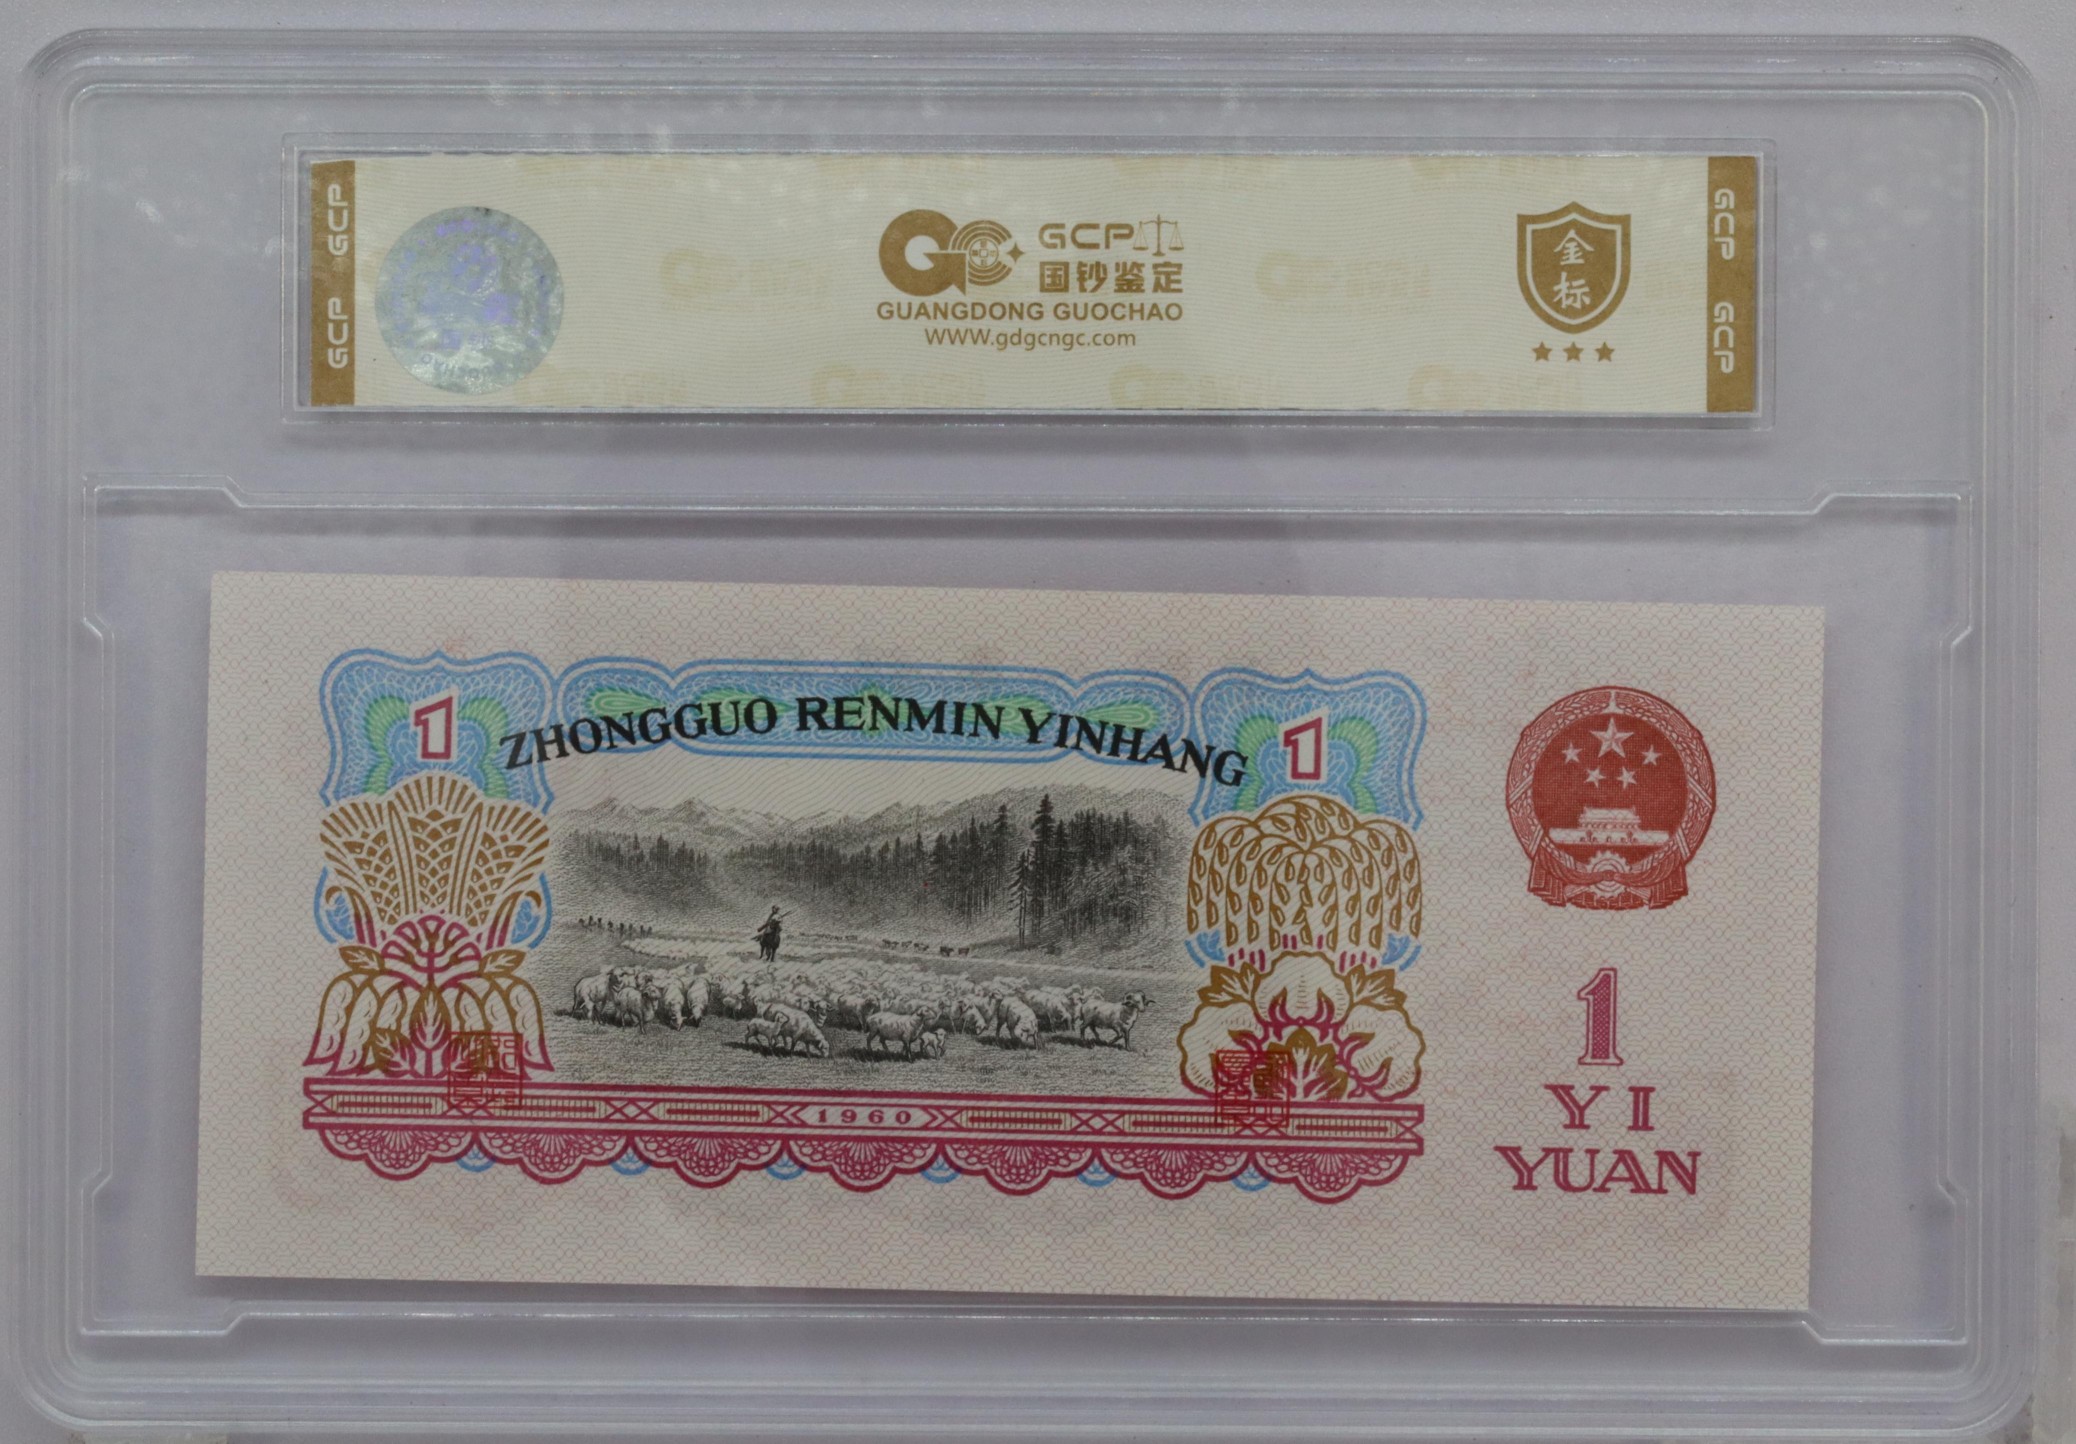 GCP GCP
GCP
国钞鉴定
GUANGDONG GUOCHAO
WWW.gdgcngc.com
金
标
GCP GCP
1
ZHONGGUO RENMIN YINHANG
1
1960
1
YI
YUAN